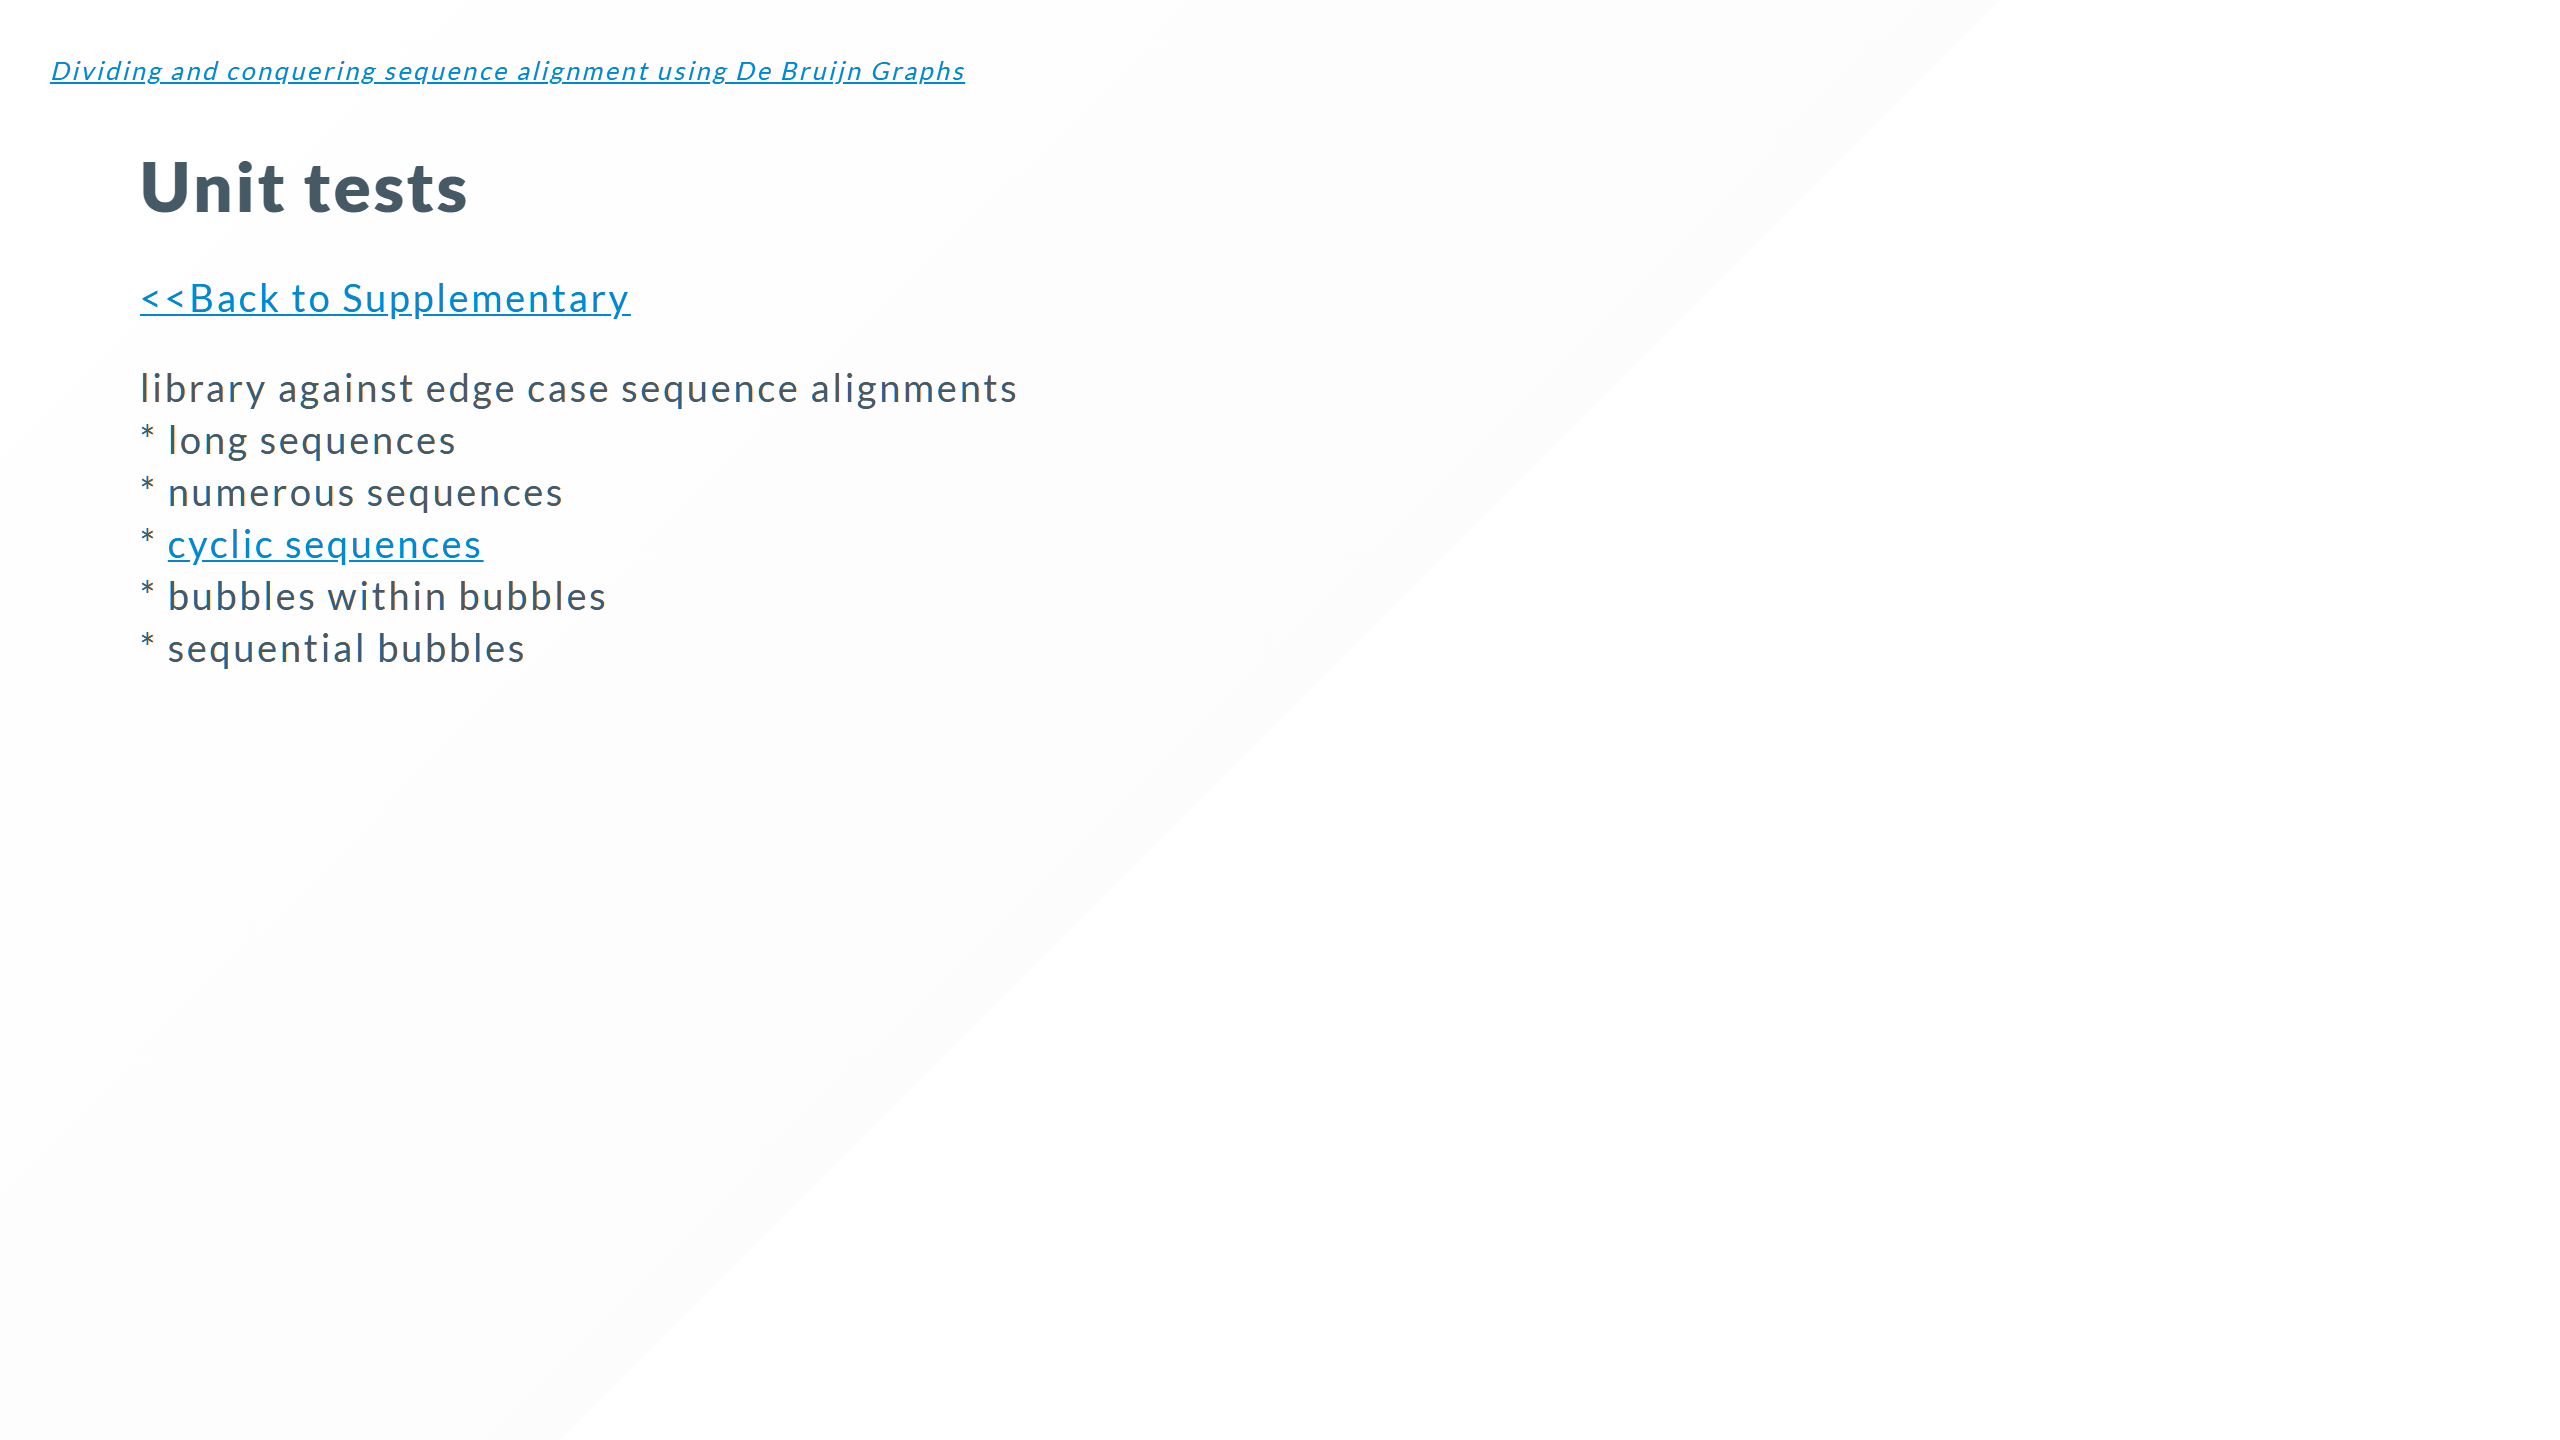 Dividing and conquering sequence alignment using De Bruijn Graphs
Unit tests
<<Back to Supplementary
library against edge case sequence alignments
* long sequences
* numerous sequences
* cyclic sequences
* bubbles within bubbles
* sequential bubbles